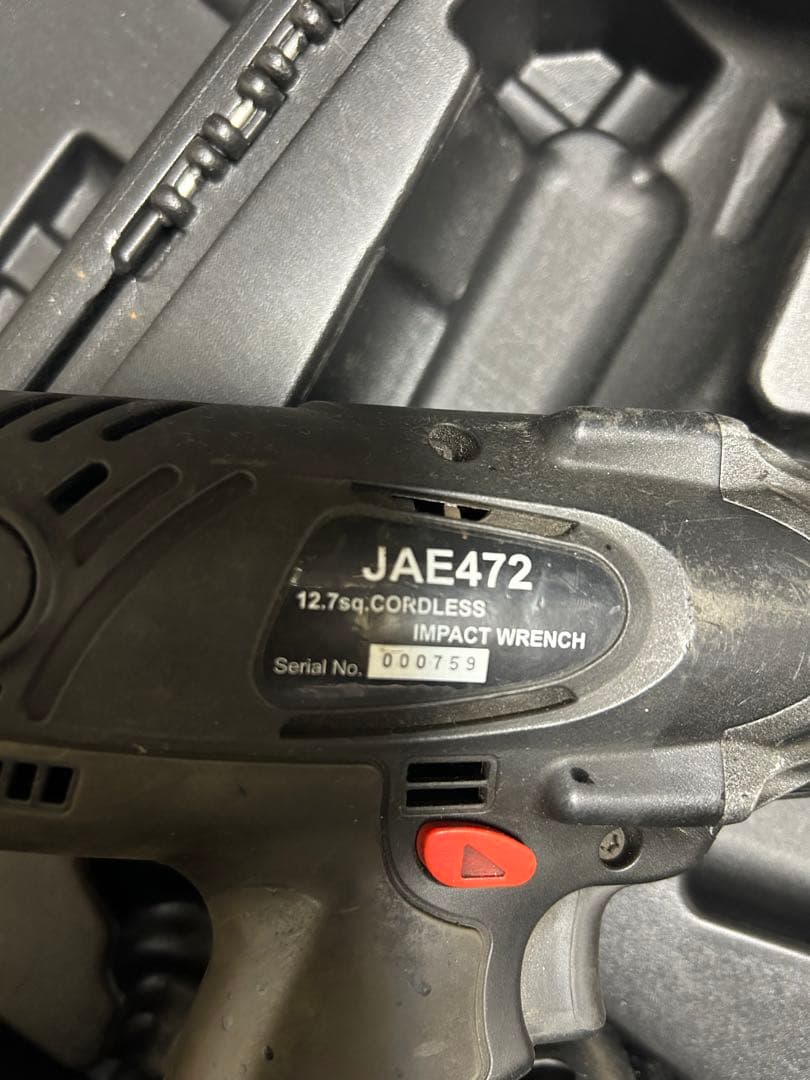 JAE472
12.7sq.CORDLESS
IMPACT WRENCH
Serial No. 000759